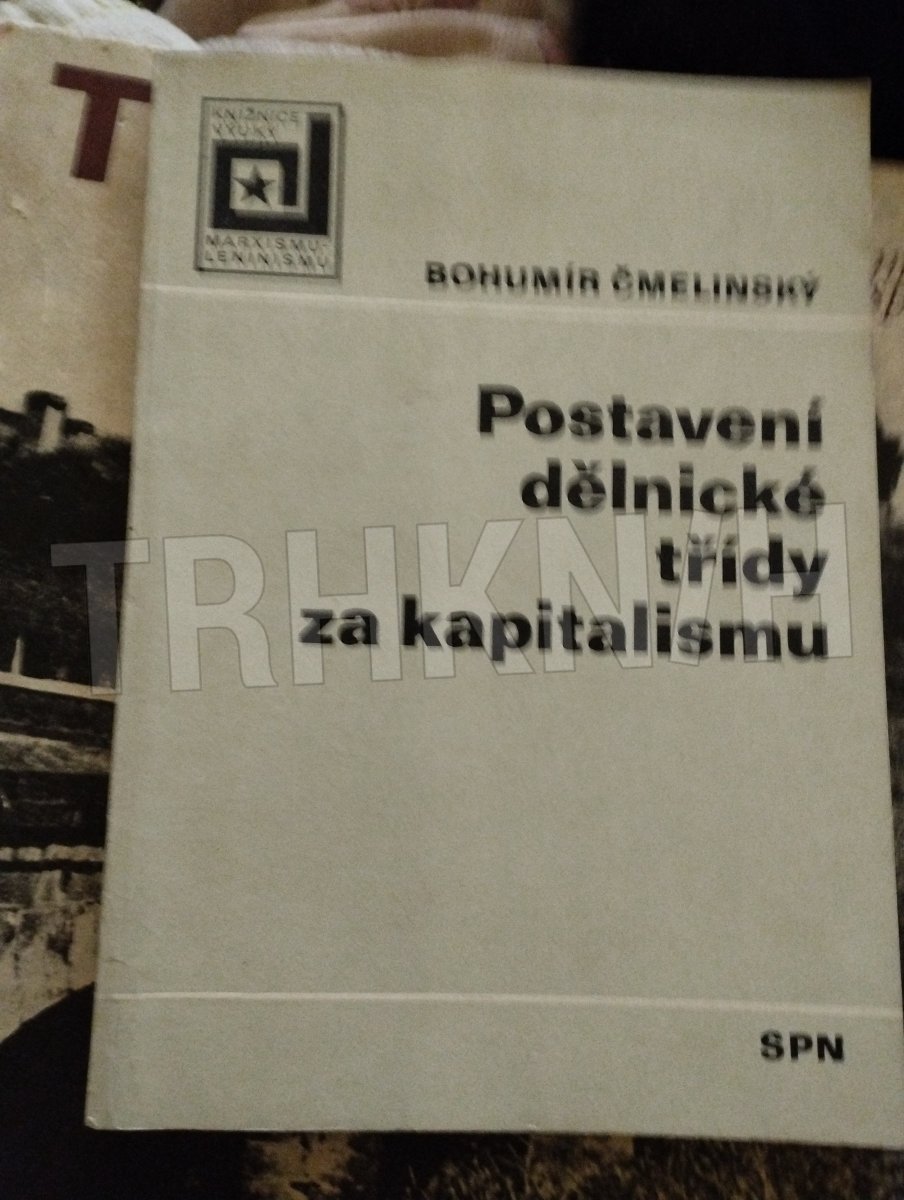 T
KNIŽNICE
VÝUKY
MARXISMU-
LENINISMU
BOHUMÍR ČMELINSKÝ
Postavení
dělnické
třídy
za kapitalismu
TRHKNIH
SPN